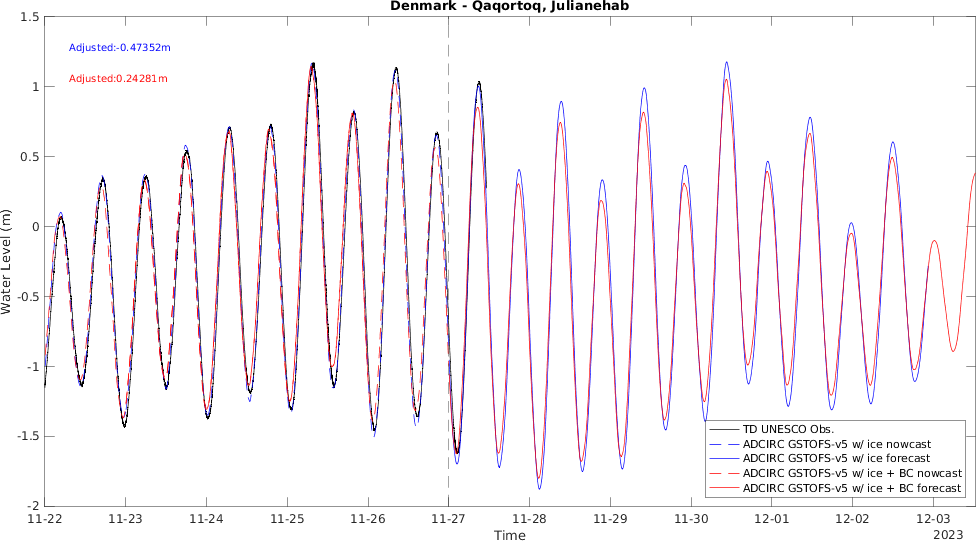 Denmark - Qaqortoq, Julianehab
Adjusted:-0.47352m
Adjusted:0.24281m
1.5
1
0.5
0
-0.5
-1
-1.5
-2
Water Level (m)
TD UNESCO Obs.
ADCIRC GSTOFS-v5 w/ ice nowcast
ADCIRC GSTOFS-v5 w/ ice forecast
ADCIRC GSTOFS-v5 w/ ice + BC nowcast
ADCIRC GSTOFS-v5 w/ ice + BC forecast
11-22 11-23 11-24 11-25 11-26 11-27 11-28 11-29 11-30 12-01 12-02 12-03
Time
2023